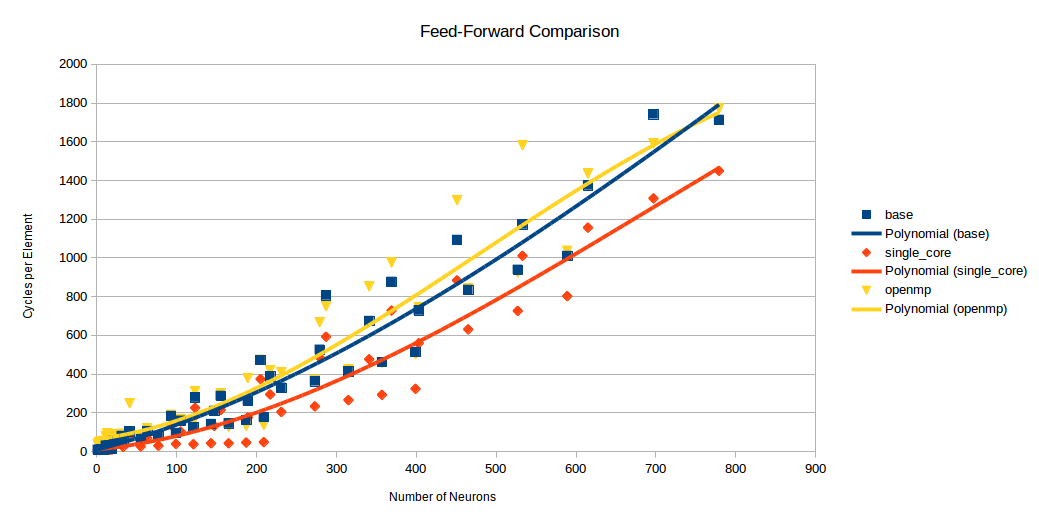 Feed-Forward Comparison
2000
1800
1600
1400
1200
1000
800
600
400
200
0
0 100 200 300 400 500 600 700 800 900
Cycles per Element
Number of Neurons
base
Polynomial (base)
single_core
Polynomial (single_core)
openmp
Polynomial (openmp)